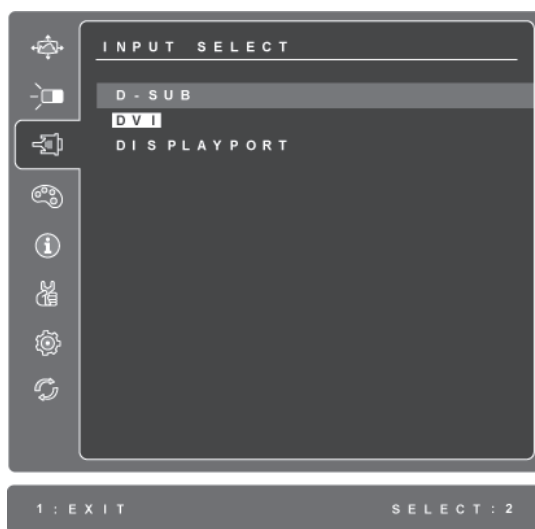 INPUT SELECT
D-SUB
DVI
DISPLAYPORT
1:EXIT SELECT:2